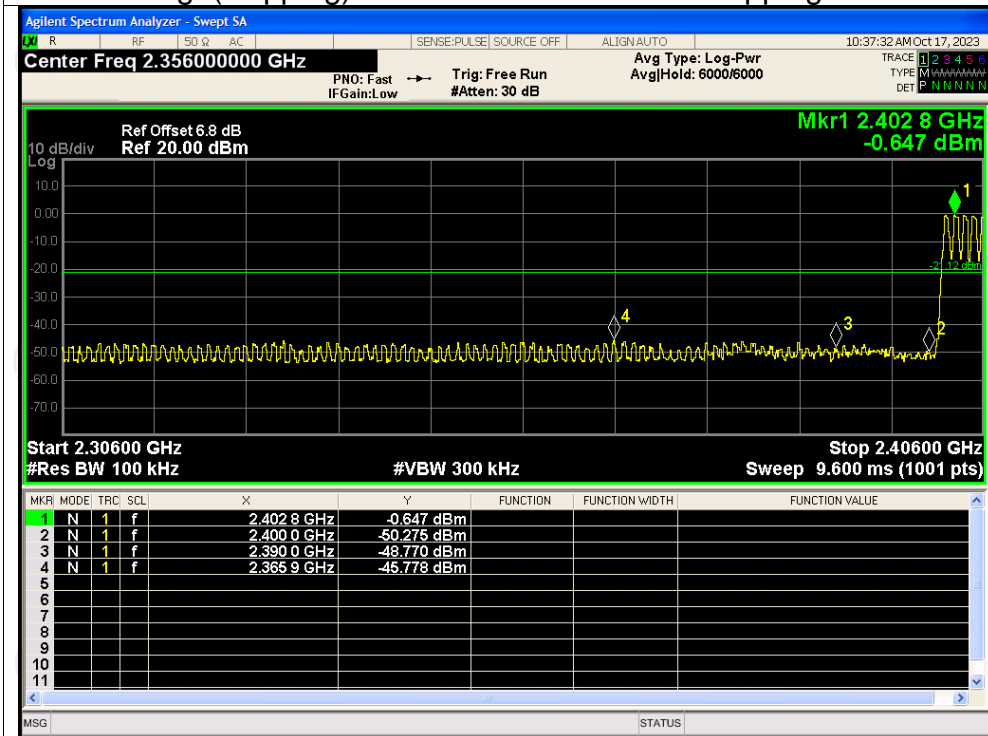 Agilent Spectrum Analyzer - Swept SA
LXI R RF 50 Ω AC SENSE:PULSE SOURCE OFF ALIGN AUTO 10:37:32 AM Oct 17, 2023
Center Freq 2.356000000 GHz Avg Type: Log-Pwr TRACE 1 2 3 4 5 6
PNO: Fast Trig: Free Run Avg|Hold: 6000/6000 TYPE M
IFGain:Low #Atten: 30 dB DET P N N N N N
Mkr1 2.402 8 GHz
Ref Offset 6.8 dB
10 dB/div Ref 20.00 dBm -0.647 dBm
Log
10.0
1
0.00
-10.0
-20.0
-21.12 dBm
-30.0
-40.0
4 3 2
-50.0
-60.0
-70.0
Start 2.30600 GHz Stop 2.40600 GHz
#Res BW 100 kHz #VBW 300 kHz Sweep 9.600 ms (1001 pts)
MKR MODE TRC SCL X Y FUNCTION FUNCTION WIDTH FUNCTION VALUE
1 N 1 f 2.402 8 GHz -0.647 dBm
2 N 1 f 2.400 0 GHz -50.275 dBm
3 N 1 f 2.390 0 GHz -48.770 dBm
4 N 1 f 2.365 9 GHz -45.778 dBm
5
6
7
8
9
10
11
MSG STATUS